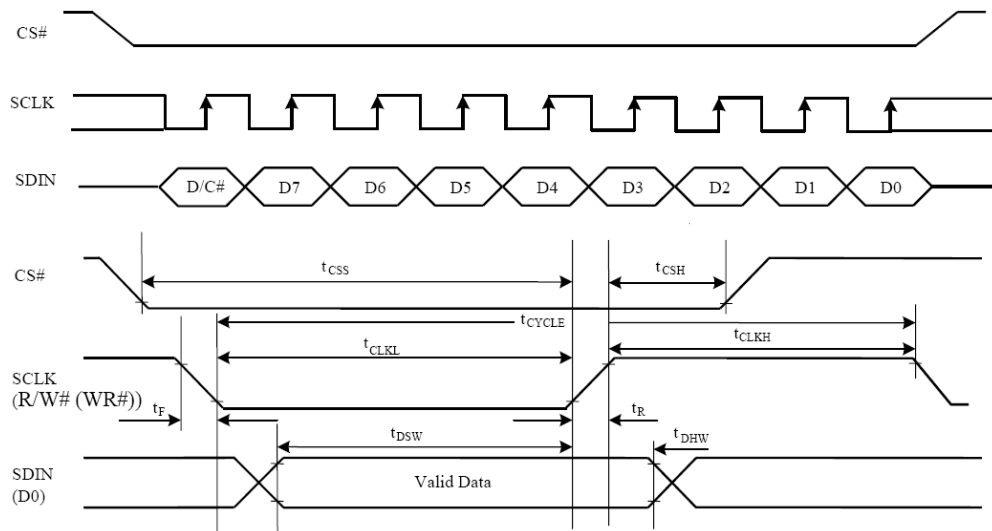 CS#
SCLK
SDIN D/C# D7 D6 D5 D4 D3 D2 D1 D0
CS# tCSS tCSH
tCYCLE
tCLKL tCLKH
SCLK
(R/W# (WR#))
tF tR
tDSW tDHW
SDIN
(D0) Valid Data